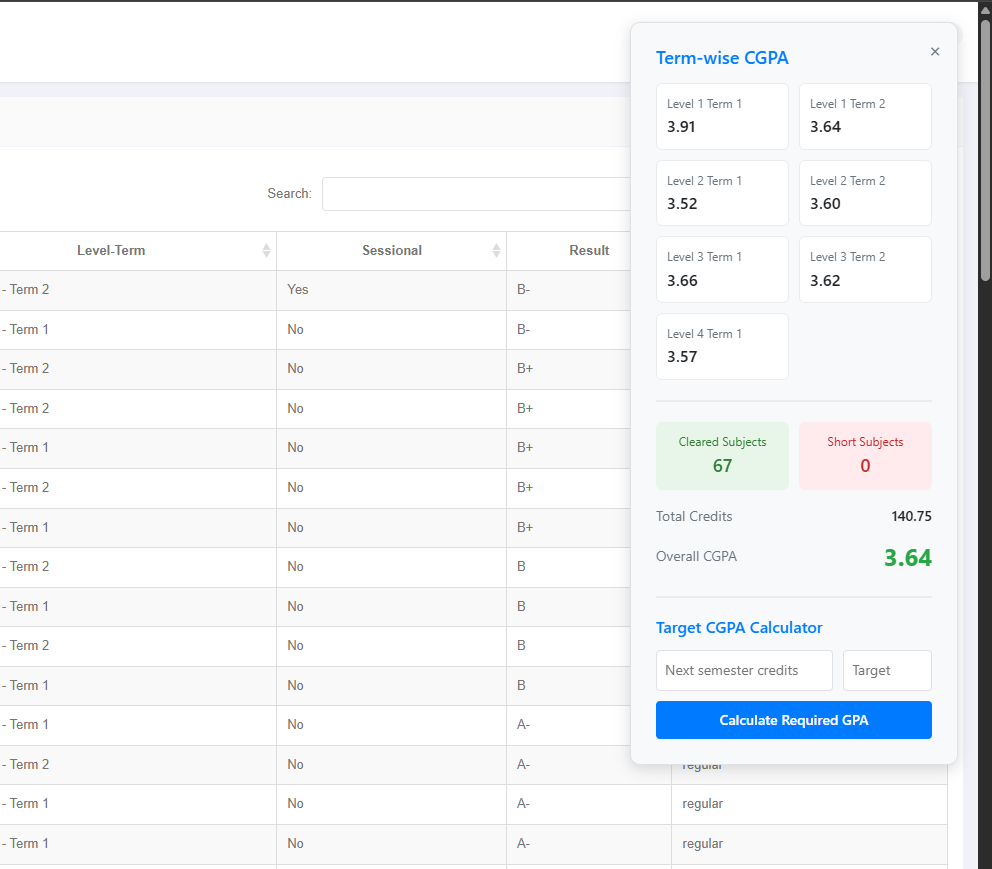 Term-wise CGPA ×
Level 1 Term 1 Level 1 Term 2
3.91 3.64
Level 2 Term 1 Level 2 Term 2
3.52 3.60
Level 3 Term 1 Level 3 Term 2
3.66 3.62
Level 4 Term 1
3.57
Cleared Subjects Short Subjects
67 0
Total Credits 140.75
Overall CGPA 3.64
Target CGPA Calculator
Next semester credits Target
Calculate Required GPA
Search:
Level-Term Sessional Result
- Term 2 Yes B-
- Term 1 No B-
- Term 2 No B+
- Term 2 No B+
- Term 1 No B+
- Term 2 No B+
- Term 1 No B+
- Term 2 No B
- Term 1 No B
- Term 2 No B
- Term 1 No B
- Term 1 No A-
- Term 2 No A- regular
- Term 1 No A- regular
- Term 1 No A- regular